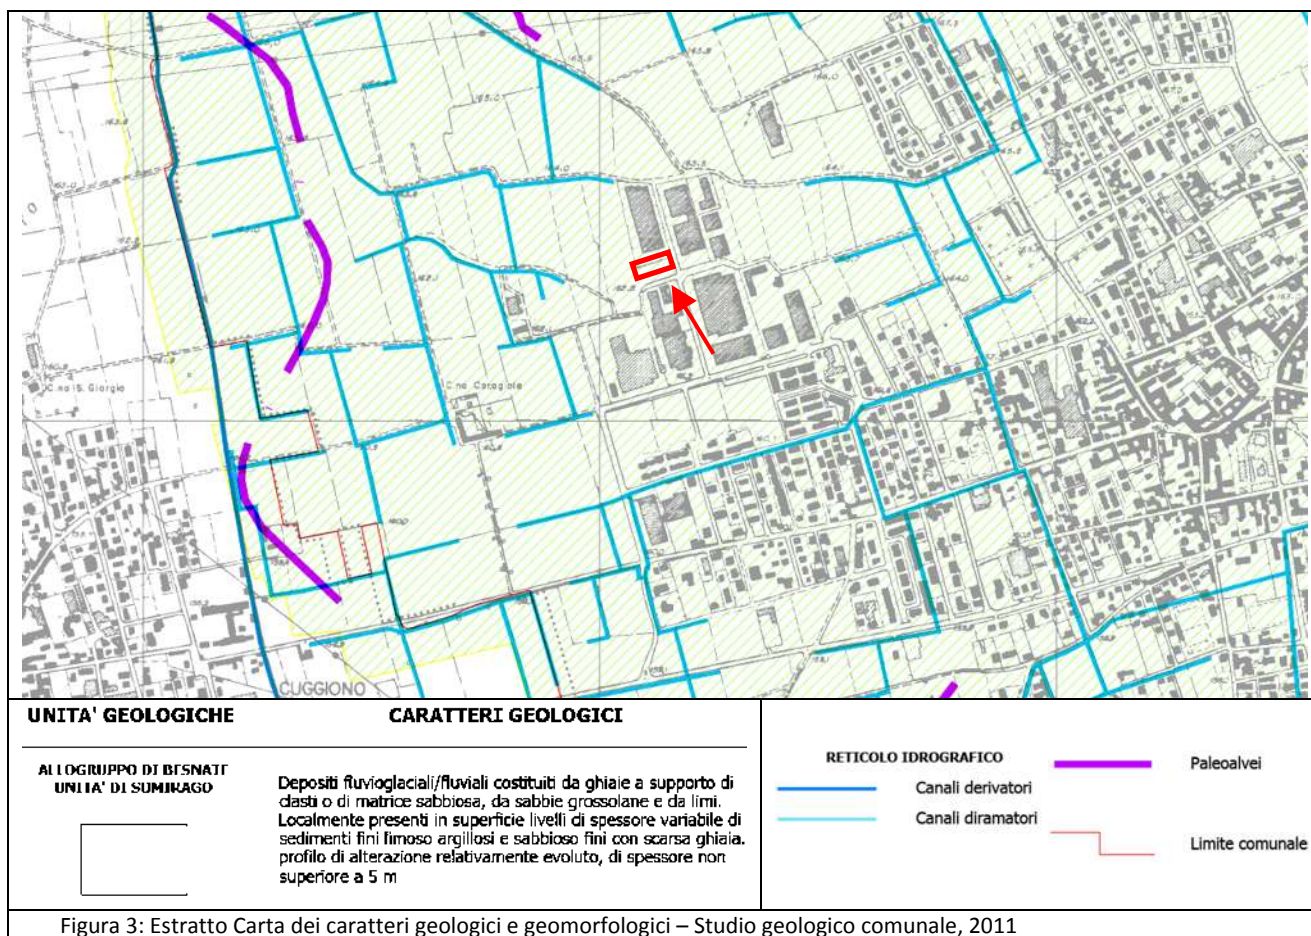 C.na S. Giorgio
C.na Caragiole
CUGGIONO
UNITA' GEOLOGICHE
CARATTERI GEOLOGICI
ALLOGRUPPO DI BESNATE
UNITA' DI SUMIRAGO
Depositi fluvioglaciali/fluviali costituiti da ghiaie a supporto di
clasti o di matrice sabbiosa, da sabbie grossolane e da limi.
Localmente presenti in superficie livelli di spessore variabile di
sedimenti fini limoso argillosi e sabbioso fini con scarsa ghiaia.
profilo di alterazione relativamente evoluto, di spessore non
superiore a 5 m
RETICOLO IDROGRAFICO
Canali derivatori
Canali diramatori
Paleoalvei
Limite comunale
Figura 3: Estratto Carta dei caratteri geologici e geomorfologici – Studio geologico comunale, 2011